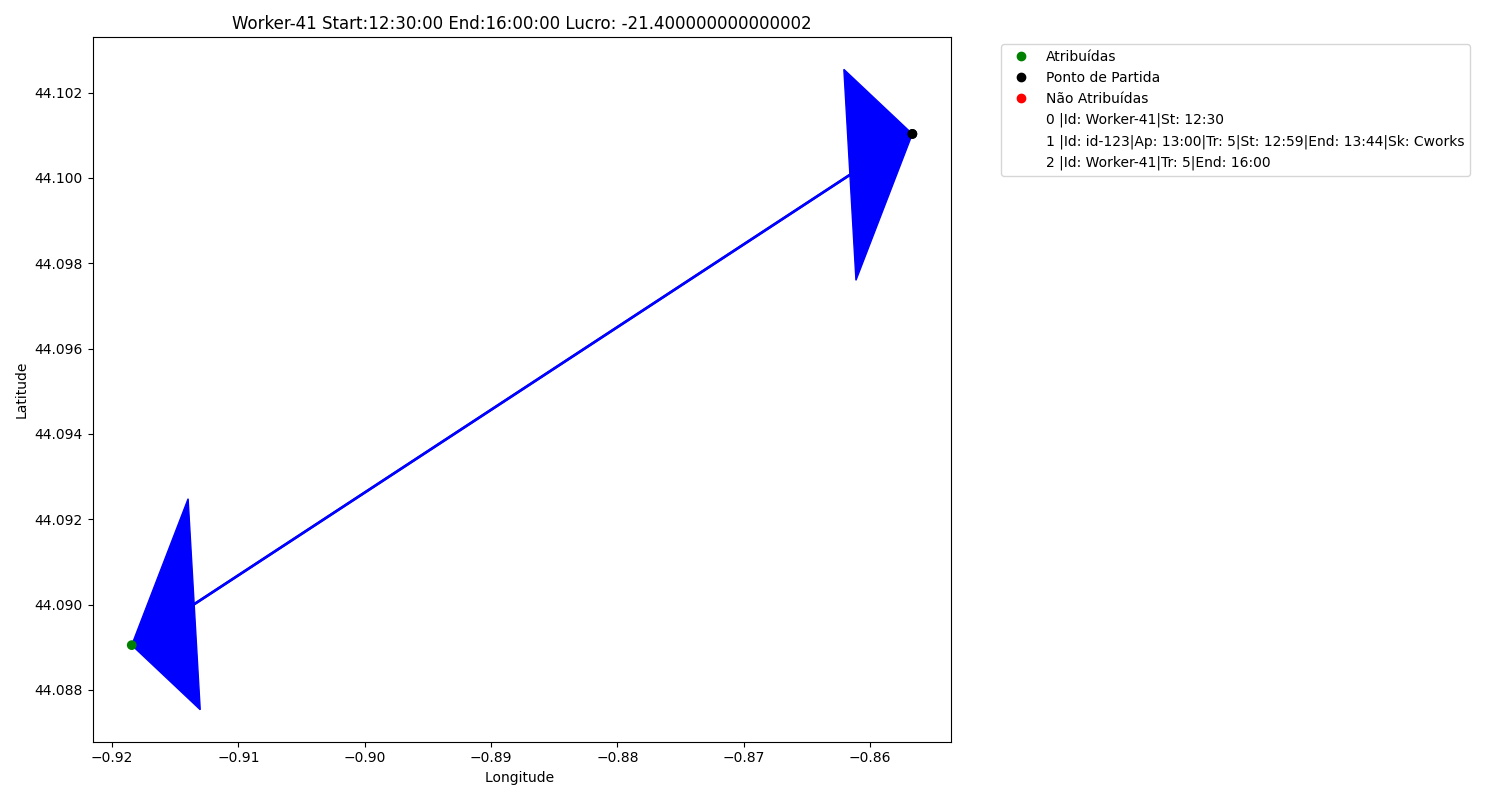 Worker-41 Start:12:30:00 End:16:00:00 Lucro: -21.400000000000002
Atribuídas
Ponto de Partida
Não Atribuídas
0 |Id: Worker-41|St: 12:30
1 |Id: id-123|Ap: 13:00|Tr: 5|St: 12:59|End: 13:44|Sk: Cworks
2 |Id: Worker-41|Tr: 5|End: 16:00
44.102
44.100
44.098
44.096
44.094
44.092
44.090
44.088
Latitude
−0.92 −0.91 −0.90 −0.89 −0.88 −0.87 −0.86
Longitude